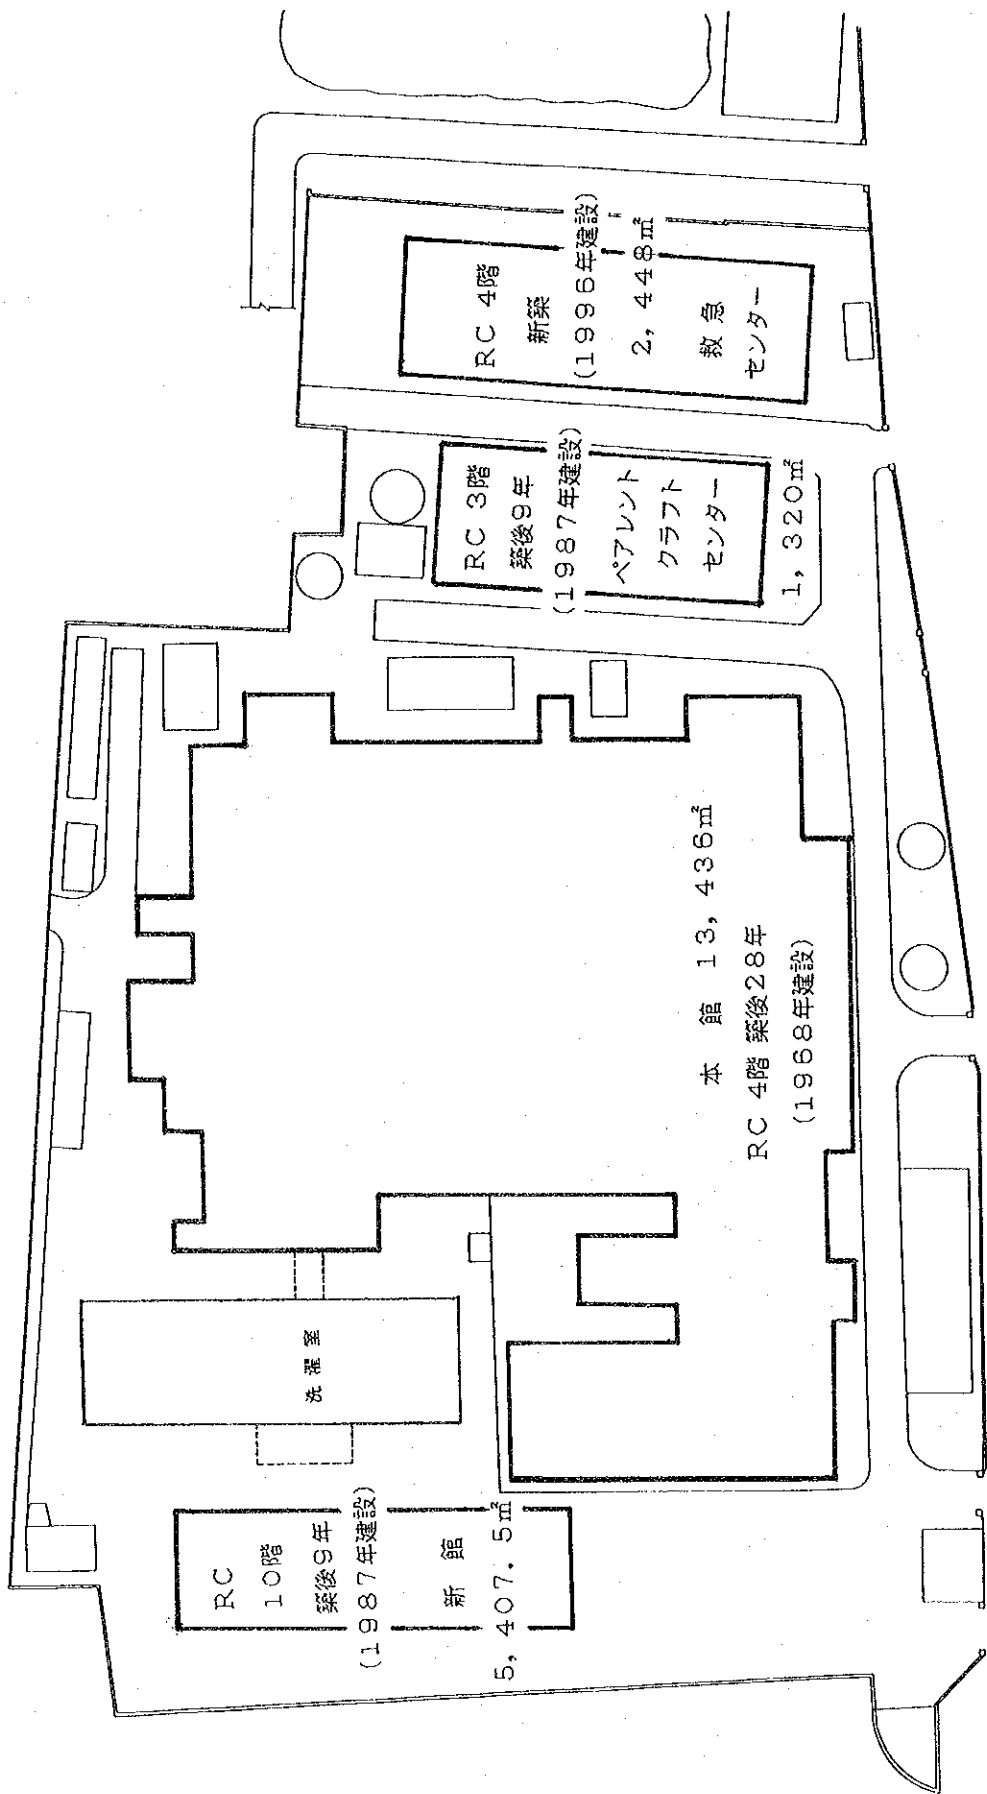 RC
10階
築後9年
(1987年建設)
新 館
5, 407. 5㎡
洗濯室
本 館 13, 436㎡
RC 4階 築後28年
(1968年建設)
RC 3階
築後9年
(1987年建設)
ペアレント
クラフト
センター
1, 320㎡
RC 4階
新築
(1996年建設)
2, 448㎡
救 急
センター